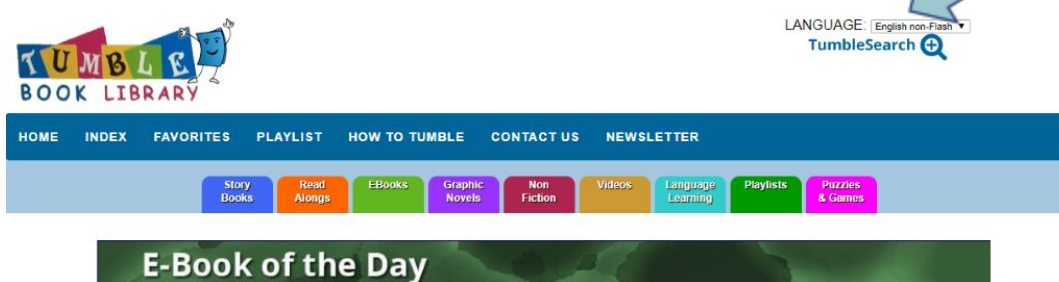 TUMBLE
BOOK LIBRARY
LANGUAGE: English non-Flash
TumbleSearch
HOME INDEX FAVORITES PLAYLIST HOW TO TUMBLE CONTACT US NEWSLETTER
Story Books
Read Alongs
EBooks
Graphic Novels
Non Fiction
Videos
Language Learning
Playlists
Puzzles & Games
E-Book of the Day